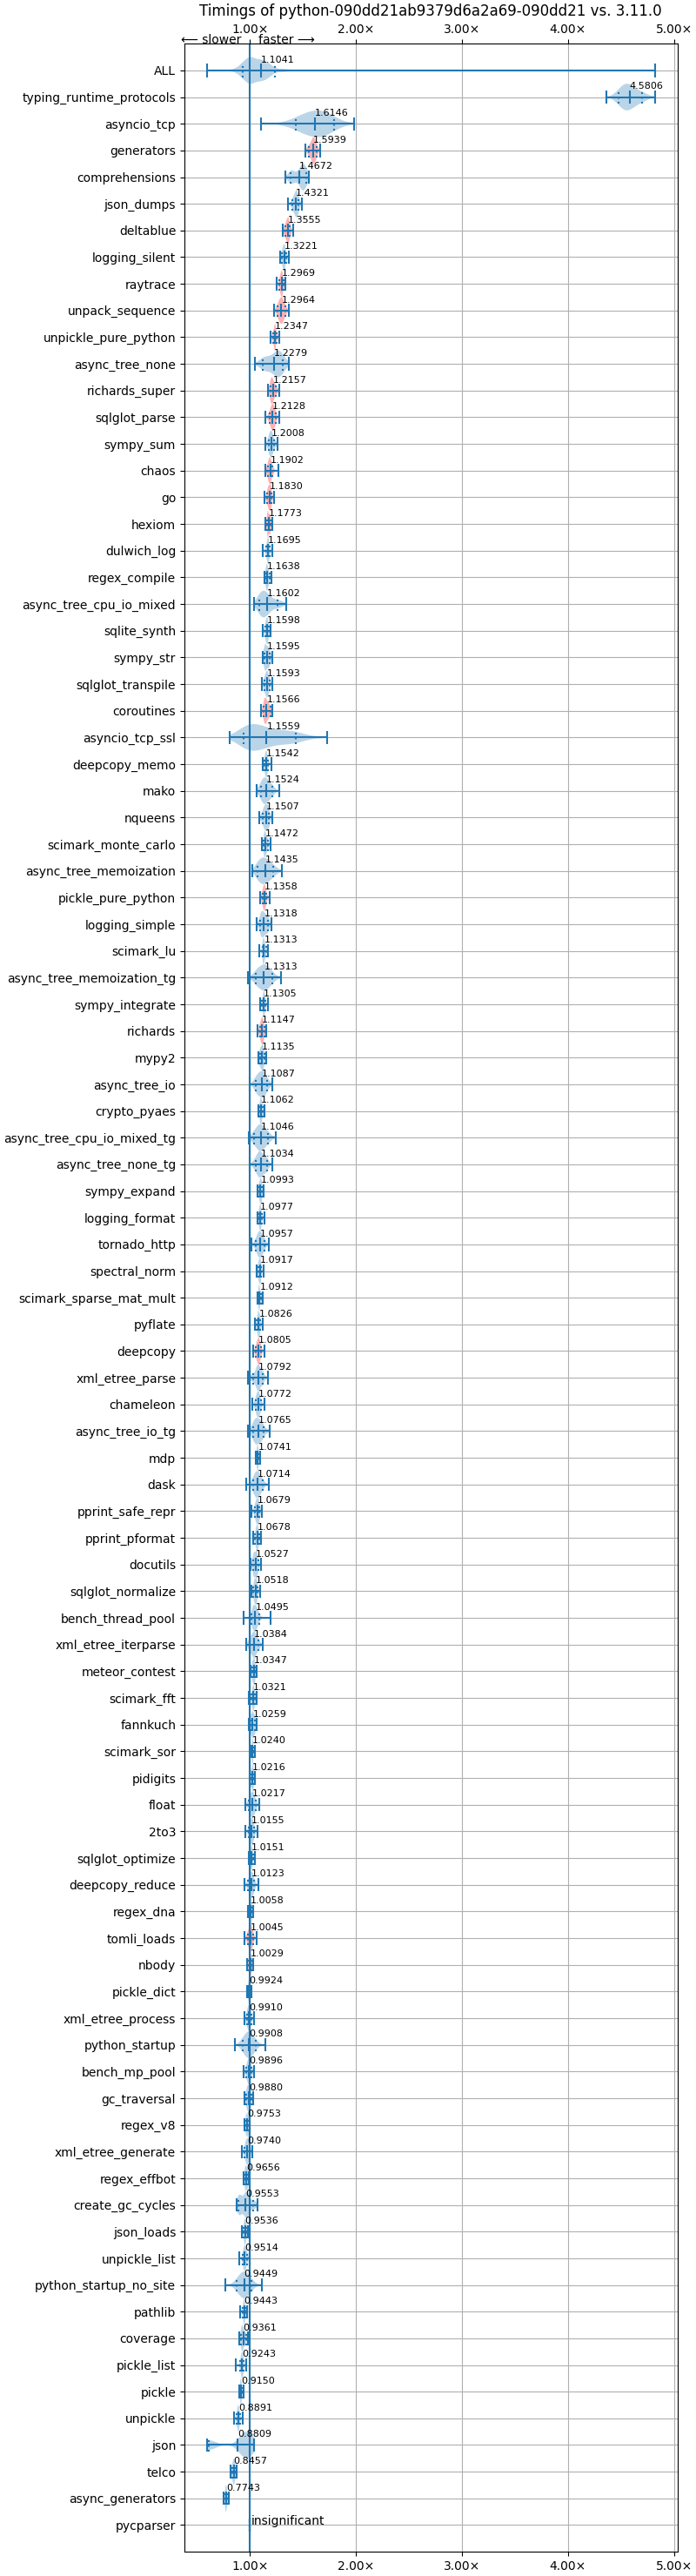 Timings of python-090dd21ab9379d6a2a69-090dd21 vs. 3.11.0
1.00× 2.00× 3.00× 4.00× 5.00×
⟵ slower faster ⟶
ALL 1.1041
typing_runtime_protocols 4.5806
asyncio_tcp 1.6146
generators 1.5939
comprehensions 1.4672
json_dumps 1.4321
deltablue 1.3555
logging_silent 1.3221
raytrace 1.2969
unpack_sequence 1.2964
unpickle_pure_python 1.2347
async_tree_none 1.2279
richards_super 1.2157
sqlglot_parse 1.2128
sympy_sum 1.2008
chaos 1.1902
go 1.1830
hexiom 1.1773
dulwich_log 1.1695
regex_compile 1.1638
async_tree_cpu_io_mixed 1.1602
sqlite_synth 1.1598
sympy_str 1.1595
sqlglot_transpile 1.1593
coroutines 1.1566
asyncio_tcp_ssl 1.1559
deepcopy_memo 1.1542
mako 1.1524
nqueens 1.1507
scimark_monte_carlo 1.1472
async_tree_memoization 1.1435
pickle_pure_python 1.1358
logging_simple 1.1318
scimark_lu 1.1313
async_tree_memoization_tg 1.1313
sympy_integrate 1.1305
richards 1.1147
mypy2 1.1135
async_tree_io 1.1087
crypto_pyaes 1.1062
async_tree_cpu_io_mixed_tg 1.1046
async_tree_none_tg 1.1034
sympy_expand 1.0993
logging_format 1.0977
tornado_http 1.0957
spectral_norm 1.0917
scimark_sparse_mat_mult 1.0912
pyflate 1.0826
deepcopy 1.0805
xml_etree_parse 1.0792
chameleon 1.0772
async_tree_io_tg 1.0765
mdp 1.0741
dask 1.0714
pprint_safe_repr 1.0679
pprint_pformat 1.0678
docutils 1.0527
sqlglot_normalize 1.0518
bench_thread_pool 1.0495
xml_etree_iterparse 1.0384
meteor_contest 1.0347
scimark_fft 1.0321
fannkuch 1.0259
scimark_sor 1.0240
pidigits 1.0216
float 1.0217
2to3 1.0155
sqlglot_optimize 1.0151
deepcopy_reduce 1.0123
regex_dna 1.0058
tomli_loads 1.0045
nbody 1.0029
pickle_dict 0.9924
xml_etree_process 0.9910
python_startup 0.9908
bench_mp_pool 0.9896
gc_traversal 0.9880
regex_v8 0.9753
xml_etree_generate 0.9740
regex_effbot 0.9656
create_gc_cycles 0.9553
json_loads 0.9536
unpickle_list 0.9514
python_startup_no_site 0.9449
pathlib 0.9443
coverage 0.9361
pickle_list 0.9243
pickle 0.9150
unpickle 0.8891
json 0.8809
telco 0.8457
async_generators 0.7743
pycparser insignificant
1.00× 2.00× 3.00× 4.00× 5.00×